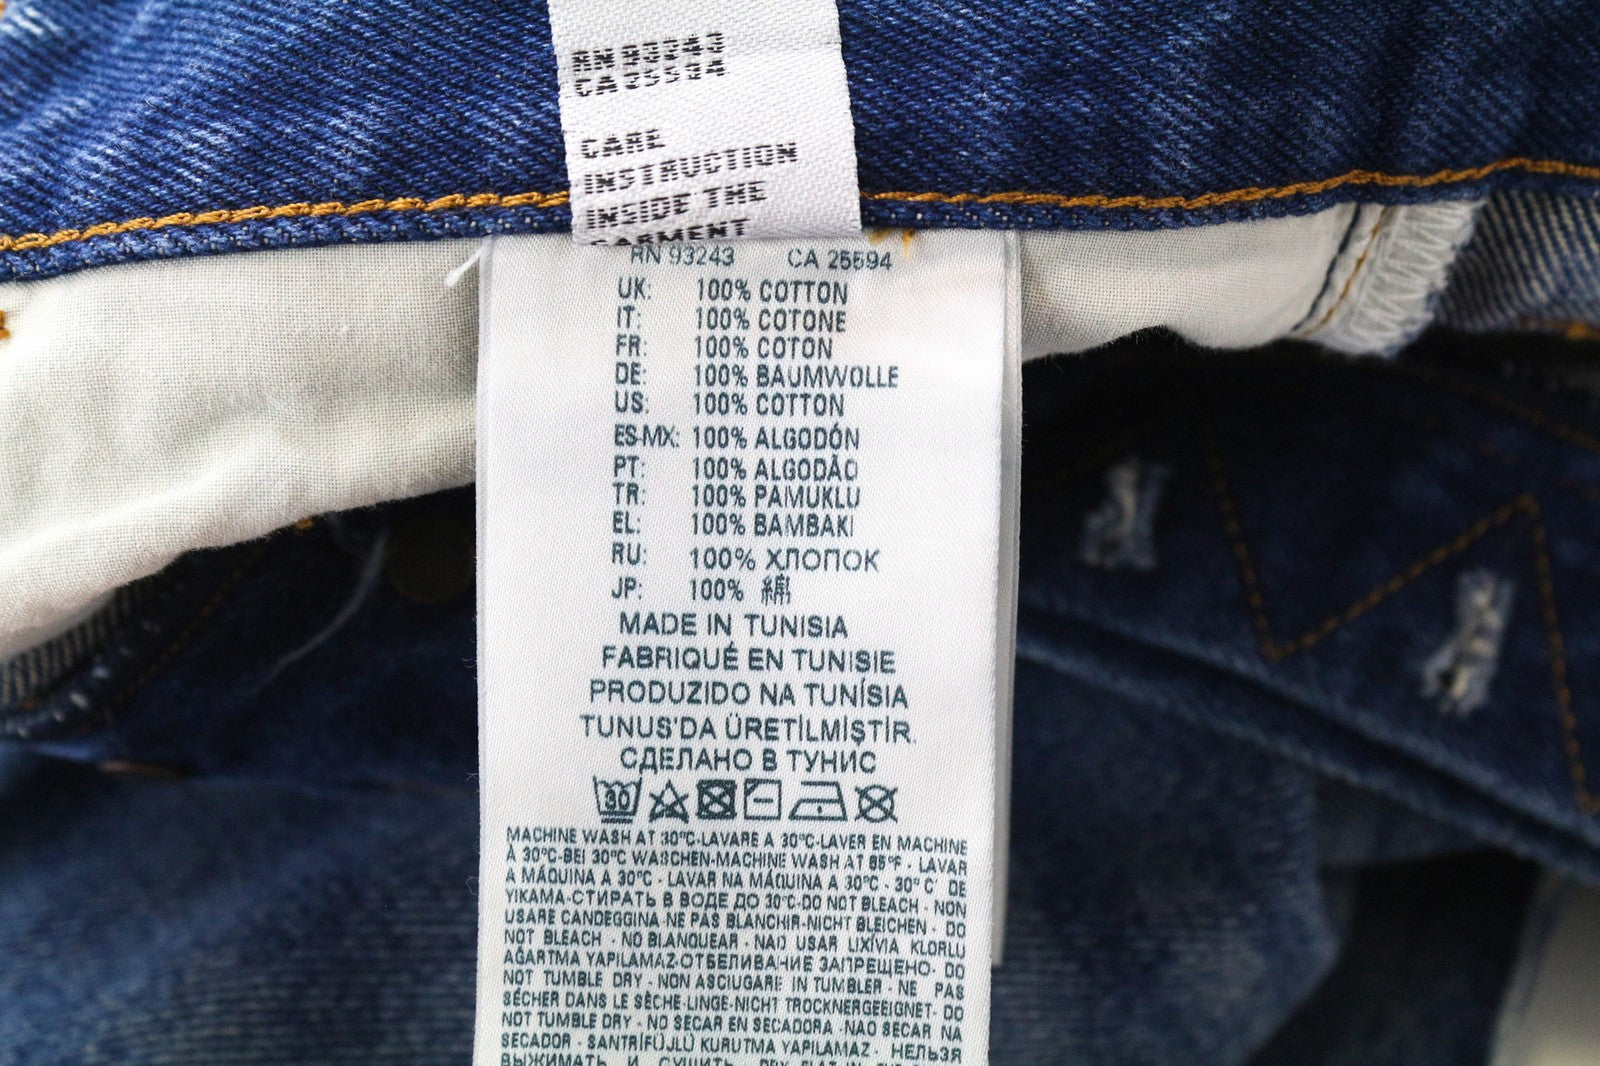 RN 93243
CA 25594
CARE
INSTRUCTION
INSIDE THE
GARMENT
RN 93243 CA 25594
UK: 100% COTTON
IT: 100% COTONE
FR: 100% COTON
DE: 100% BAUMWOLLE
US: 100% COTTON
ES-MX: 100% ALGODÓN
PT: 100% ALGODÃO
TR: 100% PAMUKLU
EL: 100% BAMBAKI
RU: 100% ХЛОПОК
JP: 100% 綿
MADE IN TUNISIA
FABRIQUÉ EN TUNISIE
PRODUZIDO NA TUNÍSIA
TUNUS'DA ÜRETİLMİŞTİR.
СДЕЛАНО В ТУНИС
30
MACHINE WASH AT 30°C-LAVARE A 30°C-LAVER EN MACHINE
À 30°C-BEI 30°C WASCHEN-MACHINE WASH AT 85°F - LAVAR
A MÁQUINA A 30°C - LAVAR NA MÁQUINA A 30°C - 30° C' DE
YIKAMA-СТИРАТЬ В ВОДЕ ДО 30°C-DO NOT BLEACH - NON
USARE CANDEGGINA-NE PAS BLANCHIR-NICHT BLEICHEN - DO
NOT BLEACH - NO BLANQUEAR - NAO USAR LIXÍVIA KLORLU
AĞARTMA YAPILAMAZ-ОТБЕЛИВАНИЕ ЗАПРЕЩЕНО- DO
NOT TUMBLE DRY - NON ASCIUGARE IN TUMBLER - NE PAS
SÉCHER DANS LE SÈCHE-LINGE-NICHT TROCKNERGEEIGNET- DO
NOT TUMBLE DRY - NO SECAR EN SECADORA - NAO SECAR NA
SECADOR - SANTRİFÜJLÜ KURUTMA YAPILAMAZ - НЕЛЬЗЯ
ВЫЖИМАТЬ И СУШИТЬ